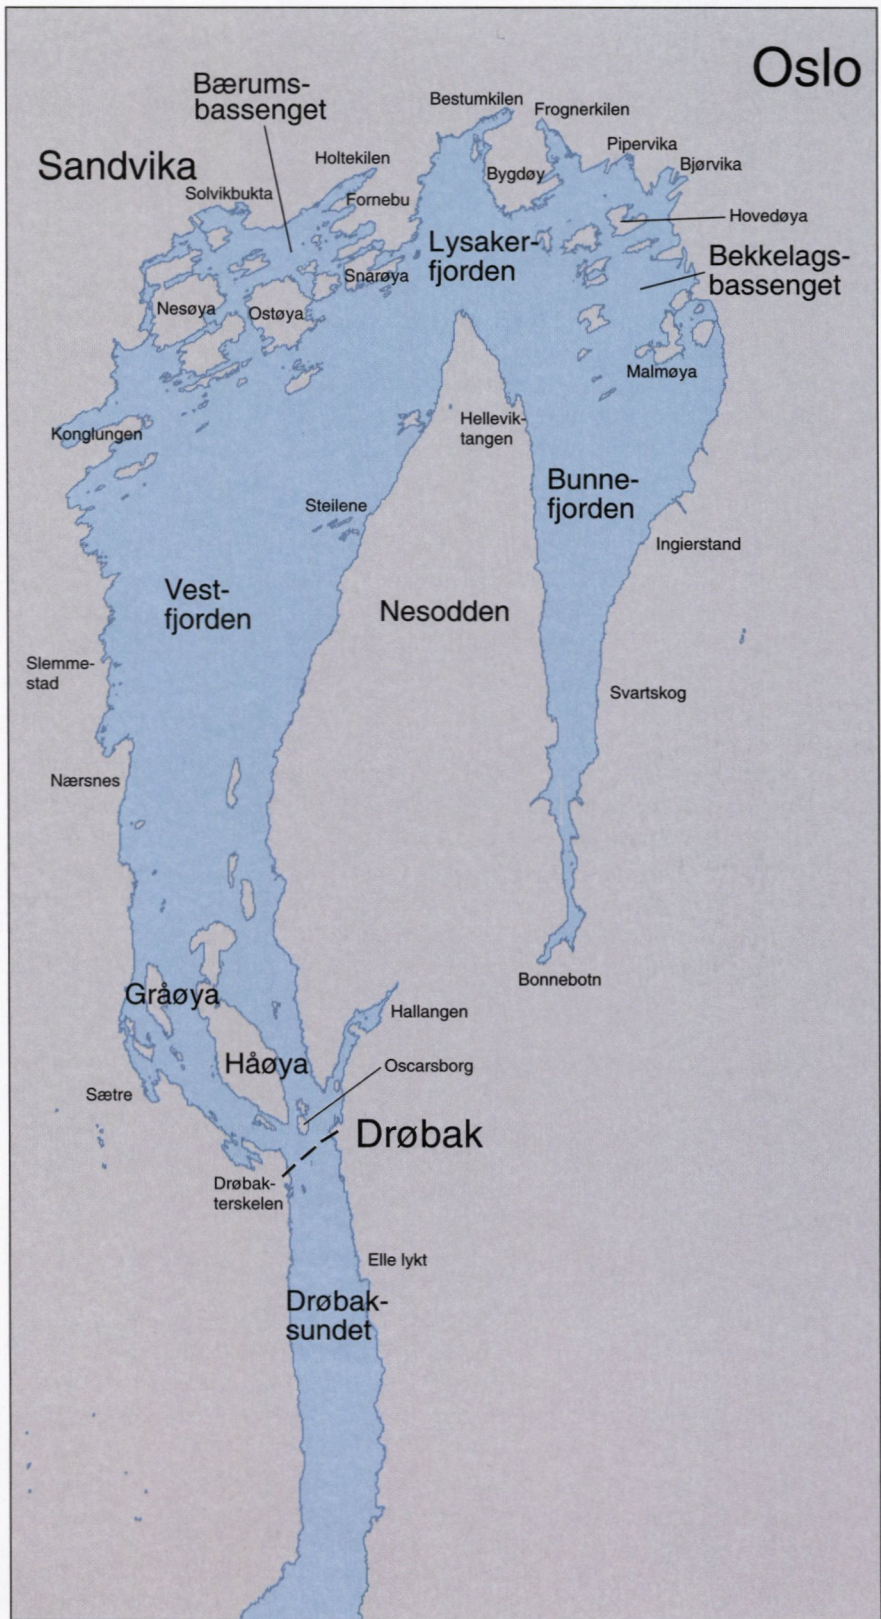 Oslo
Bærums-
bassenget
Bestumkilen
Frognerkilen
Pipervika
Bjørvika
Sandvika
Holtekilen
Solvikbukta
Fornebu
Bygdøy
Hovedøya
Lysaker-
fjorden
Bekkelags-
bassenget
Snarøya
Nesøya
Ostøya
Malmøya
Konglungen
Hellevik-
tangen
Steilene
Bunne-
fjorden
Ingierstand
Vest-
fjorden
Nesodden
Slemme-
stad
Svartskog
Nærsnes
Bonnebotn
Gråøya
Hallangen
Håøya
Oscarsborg
Sætre
Drøbak
Drøbak-
terskelen
Elle lykt
Drøbak-
sundet